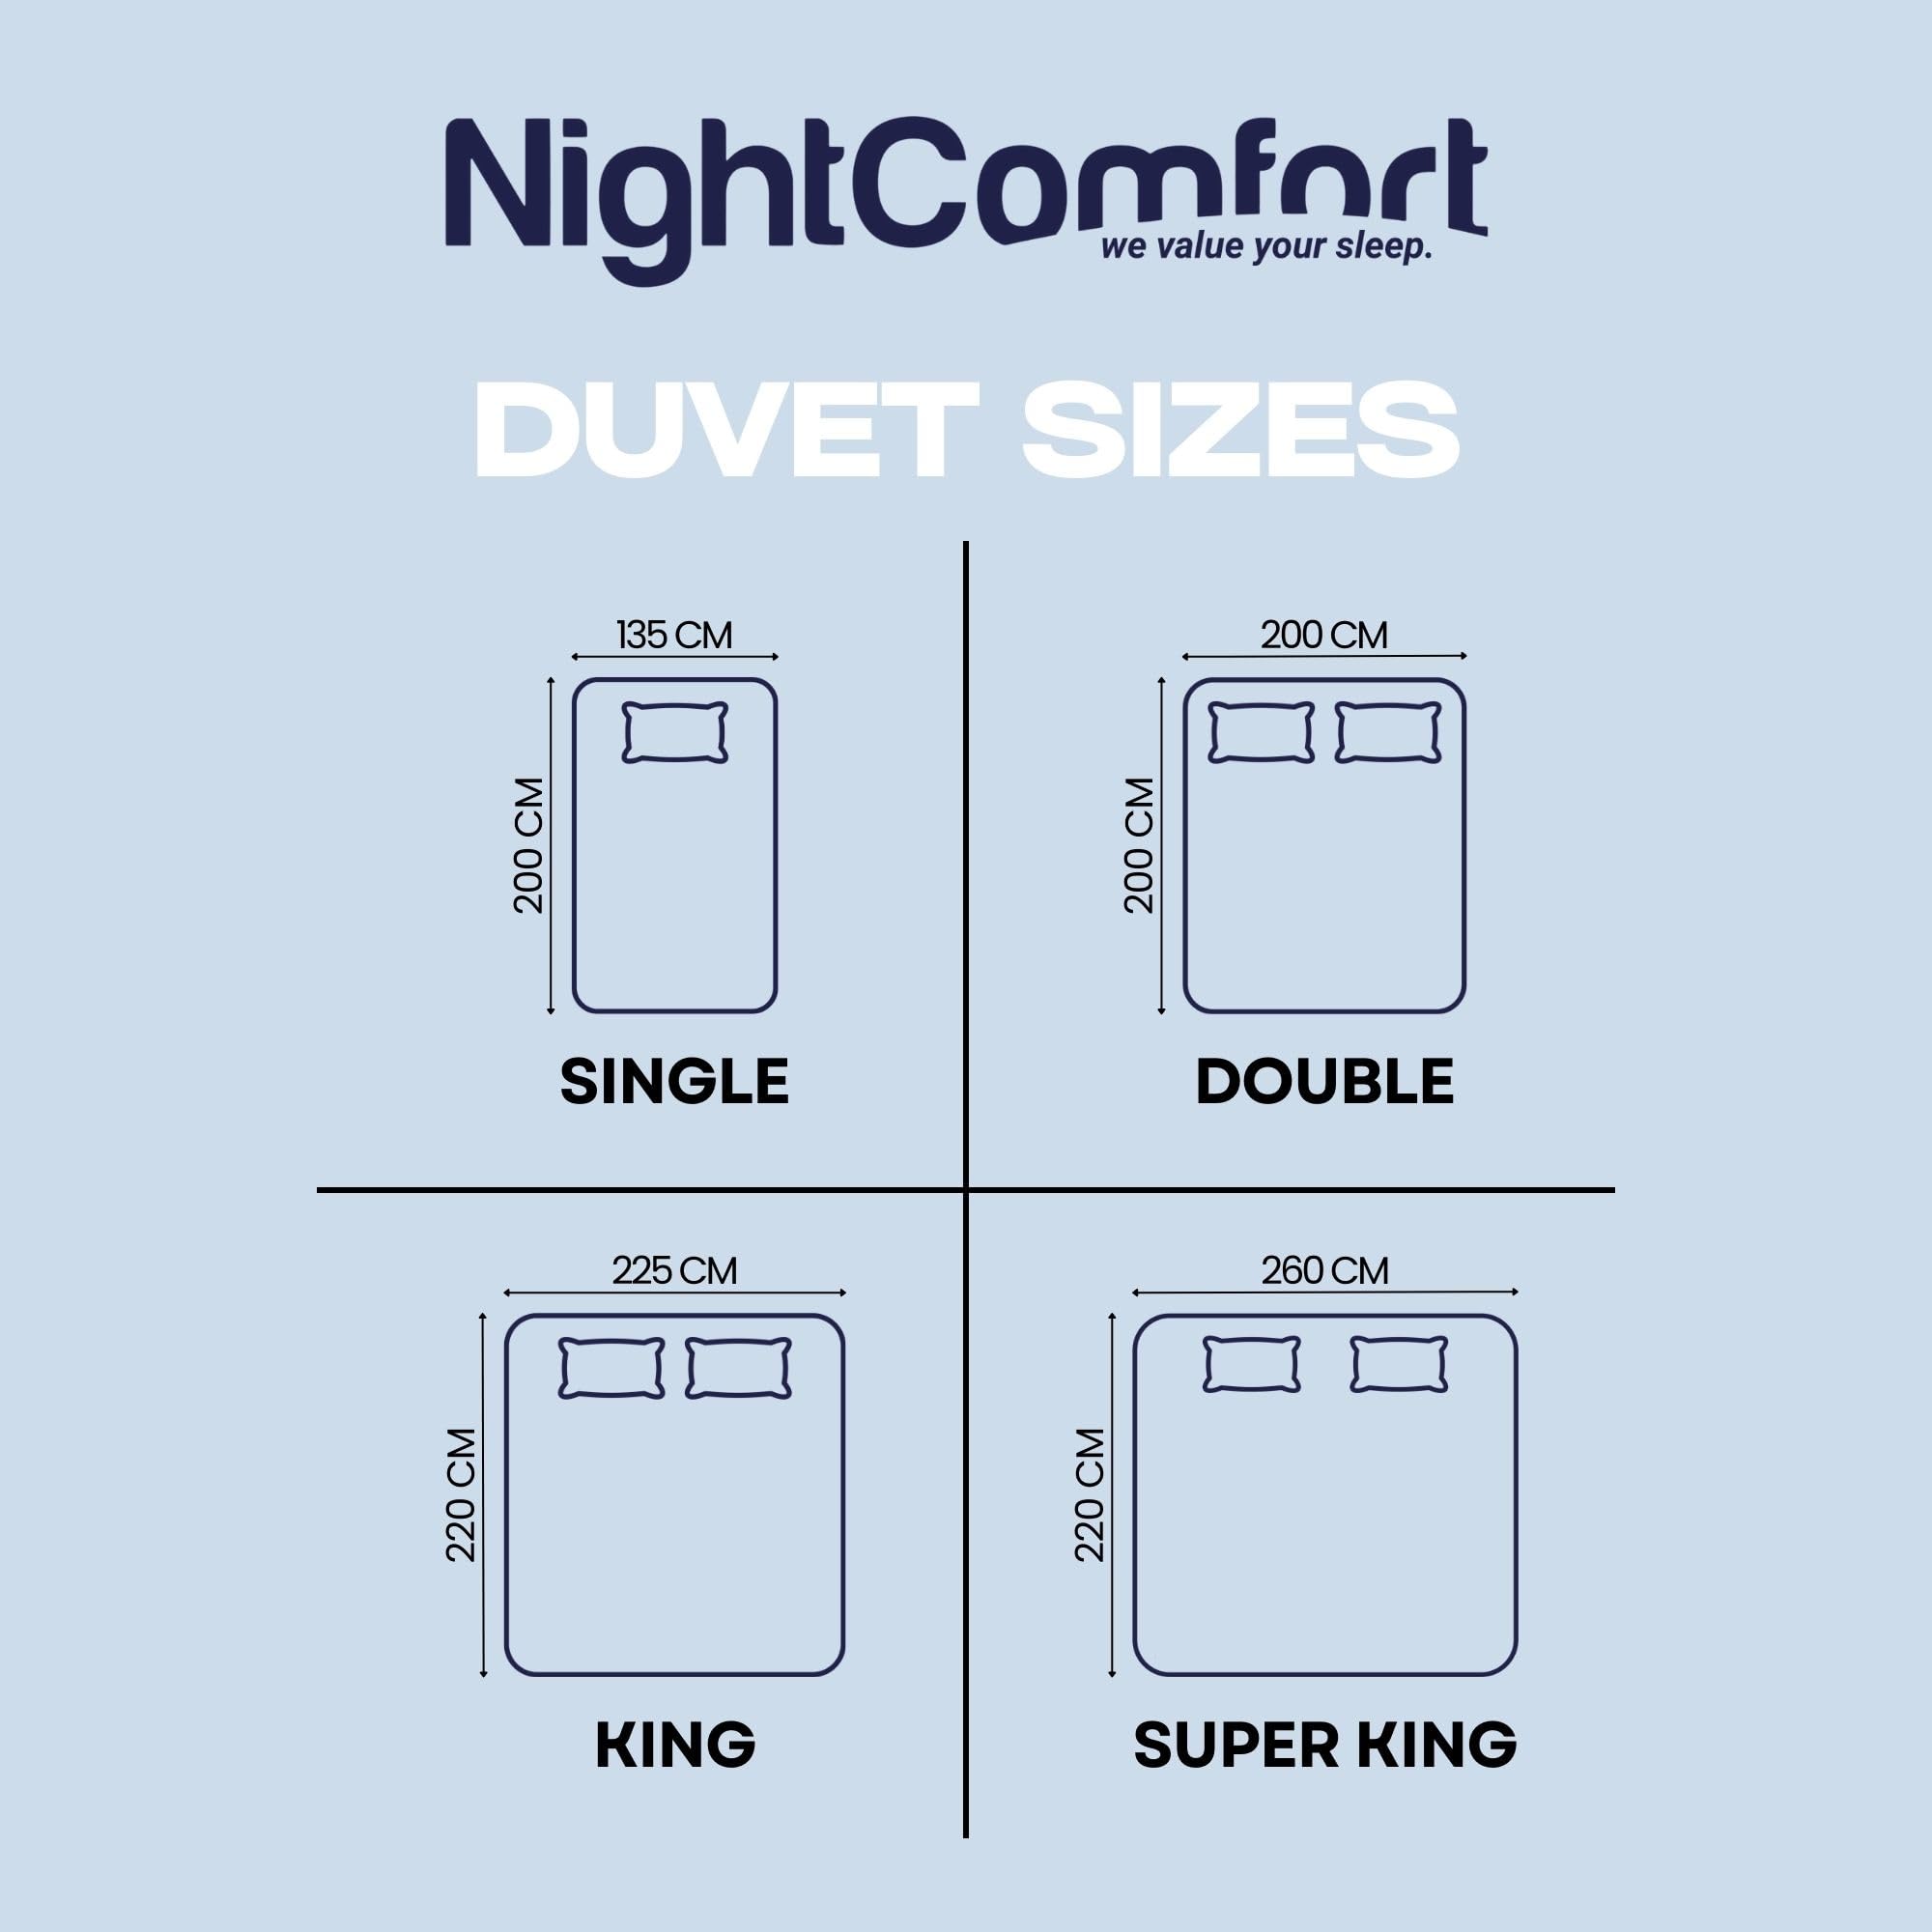 NightComfort
we value your sleep.
DUVET SIZES
135 CM
200 CM
SINGLE
200 CM
200 CM
DOUBLE
225 CM
220 CM
KING
260 CM
220 CM
SUPER KING